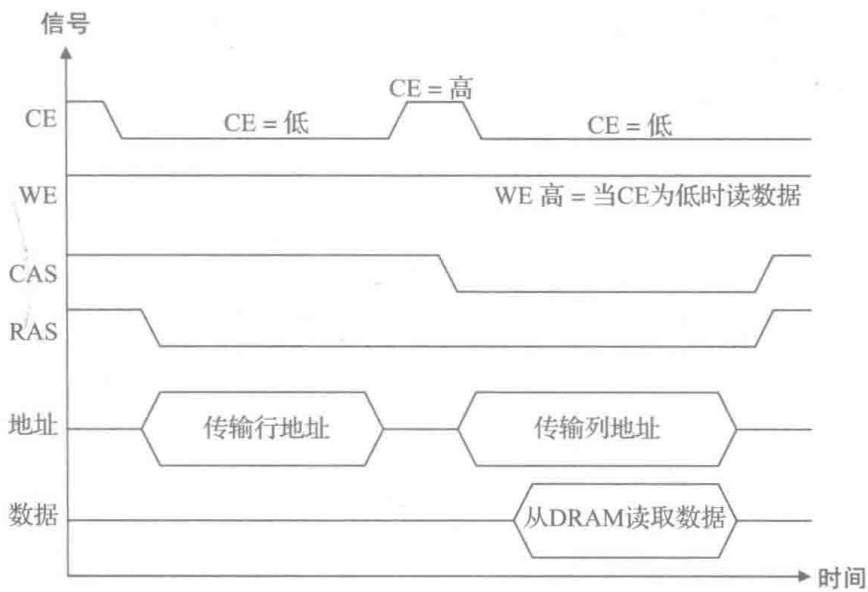 信号
CE = 高
CE
CE = 低
CE = 低
WE
WE 高 = 当CE为低时读数据
CAS
RAS
地址
传输行地址
传输列地址
数据
从DRAM读取数据
时间